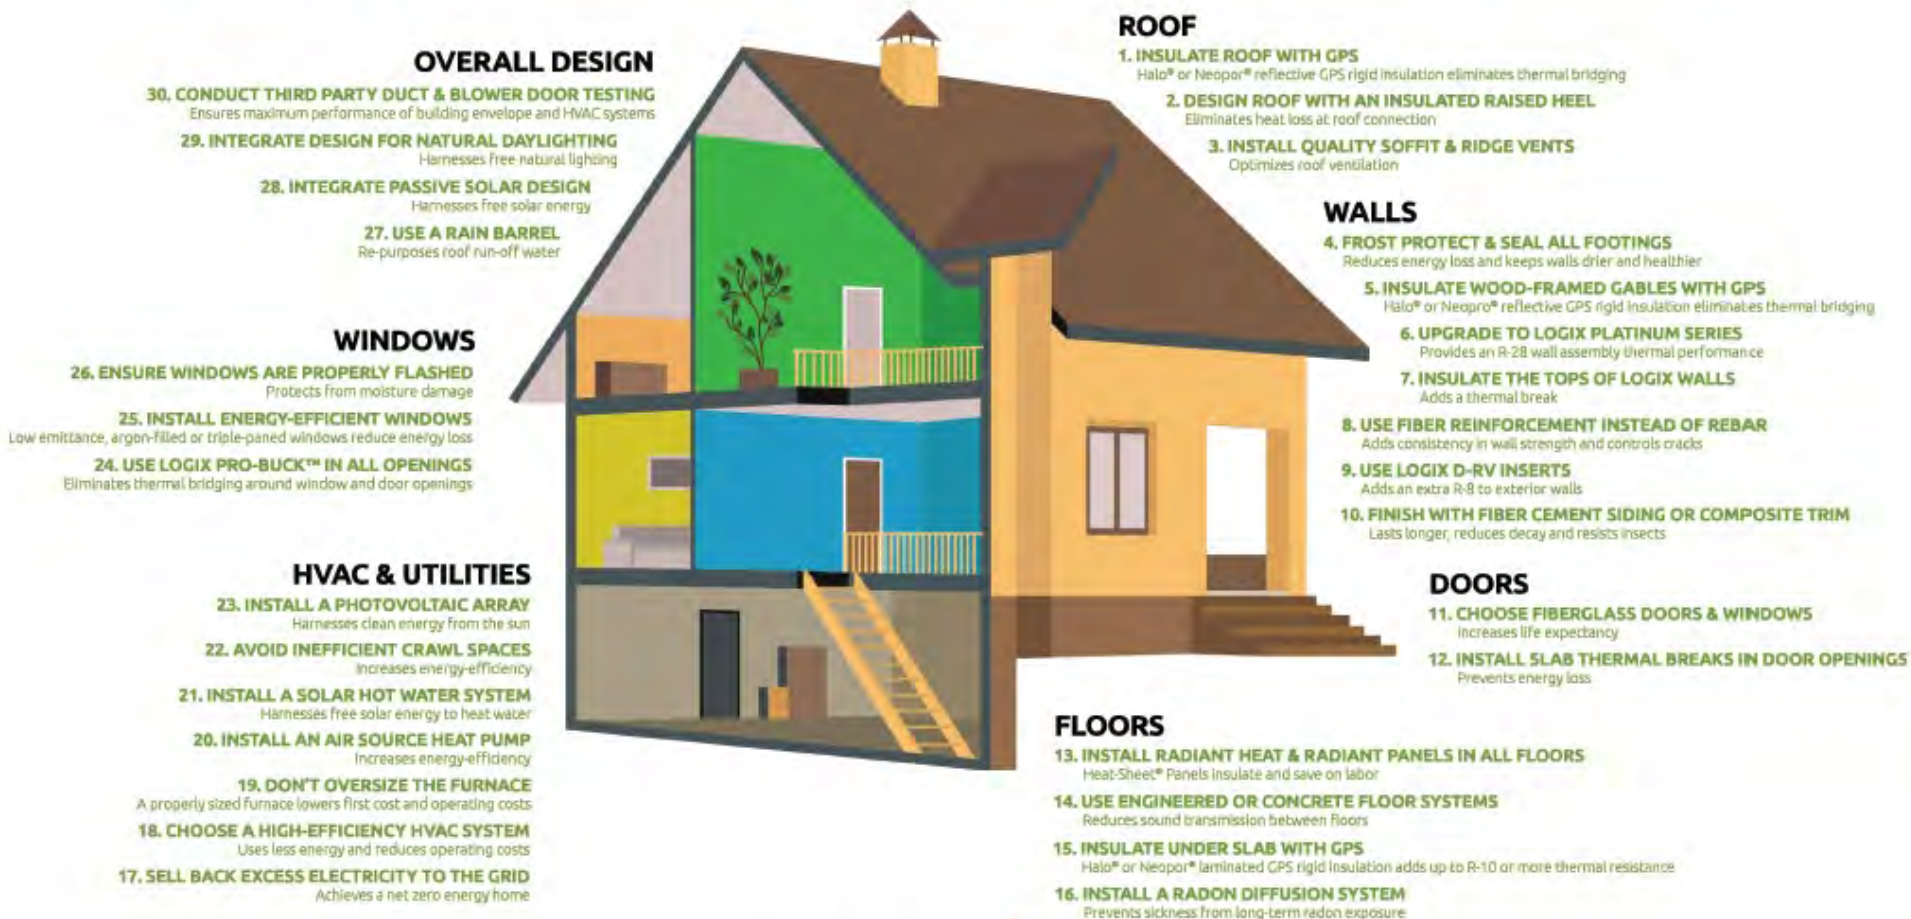 ROOF
1. INSULATE ROOF WITH GPS
Halo® or Neopor® reflective GPS rigid insulation eliminates thermal bridging
2. DESIGN ROOF WITH AN INSULATED RAISED HEEL
Eliminates heat loss at roof connection
3. INSTALL QUALITY SOFFIT & RIDGE VENTS
Optimizes roof ventilation
WALLS
4. FROST PROTECT & SEAL ALL FOOTINGS
Reduces energy loss and keeps walls drier and healthier
5. INSULATE WOOD-FRAMED GABLES WITH GPS
Halo® or Neopro® reflective GPS rigid insulation eliminates thermal bridging
6. UPGRADE TO LOGIX PLATINUM SERIES
Provides an R-28 wall assembly thermal performance
7. INSULATE THE TOPS OF LOGIX WALLS
Adds a thermal break
8. USE FIBER REINFORCEMENT INSTEAD OF REBAR
Adds consistency in wall strength and controls cracks
9. USE LOGIX D-RV INSERTS
Adds an extra R-8 to exterior walls
10. FINISH WITH FIBER CEMENT SIDING OR COMPOSITE TRIM
Lasts longer, reduces decay and resists insects
DOORS
11. CHOOSE FIBERGLASS DOORS & WINDOWS
Increases life expectancy
12. INSTALL SLAB THERMAL BREAKS IN DOOR OPENINGS
Prevents energy loss
FLOORS
13. INSTALL RADIANT HEAT & RADIANT PANELS IN ALL FLOORS
Heat-Sheet® Panels insulate and save on labor
14. USE ENGINEERED OR CONCRETE FLOOR SYSTEMS
Reduces sound transmission between floors
15. INSULATE UNDER SLAB WITH GPS
Halo® or Neopor® laminated GPS rigid insulation adds up to R-10 or more thermal resistance
16. INSTALL A RADON DIFFUSION SYSTEM
Prevents sickness from long-term radon exposure
OVERALL DESIGN
30. CONDUCT THIRD PARTY DUCT & BLOWER DOOR TESTING
Ensures maximum performance of building envelope and HVAC systems
29. INTEGRATE DESIGN FOR NATURAL DAYLIGHTING
Harnesses free natural lighting
28. INTEGRATE PASSIVE SOLAR DESIGN
Harnesses free solar energy
27. USE A RAIN BARREL
Re-purposes roof run-off water
WINDOWS
26. ENSURE WINDOWS ARE PROPERLY FLASHED
Protects from moisture damage
25. INSTALL ENERGY-EFFICIENT WINDOWS
Low emittance, argon-filled or triple-paned windows reduce energy loss
24. USE LOGIX PRO-BUCK™ IN ALL OPENINGS
Eliminates thermal bridging around window and door openings
HVAC & UTILITIES
23. INSTALL A PHOTOVOLTAIC ARRAY
Harnesses clean energy from the sun
22. AVOID INEFFICIENT CRAWL SPACES
Increases energy-efficiency
21. INSTALL A SOLAR HOT WATER SYSTEM
Harnesses free solar energy to heat water
20. INSTALL AN AIR SOURCE HEAT PUMP
Increases energy-efficiency
19. DON'T OVERSIZE THE FURNACE
A properly sized furnace lowers first cost and operating costs
18. CHOOSE A HIGH-EFFICIENCY HVAC SYSTEM
Uses less energy and reduces operating costs
17. SELL BACK EXCESS ELECTRICITY TO THE GRID
Achieves a net zero energy home